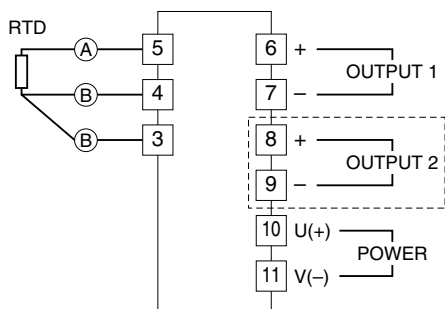 RTD
A 5 6 +
OUTPUT 1
B 4 7 –
B 3 8 +
OUTPUT 2
9 –
10 U(+)
POWER
11 V(–)